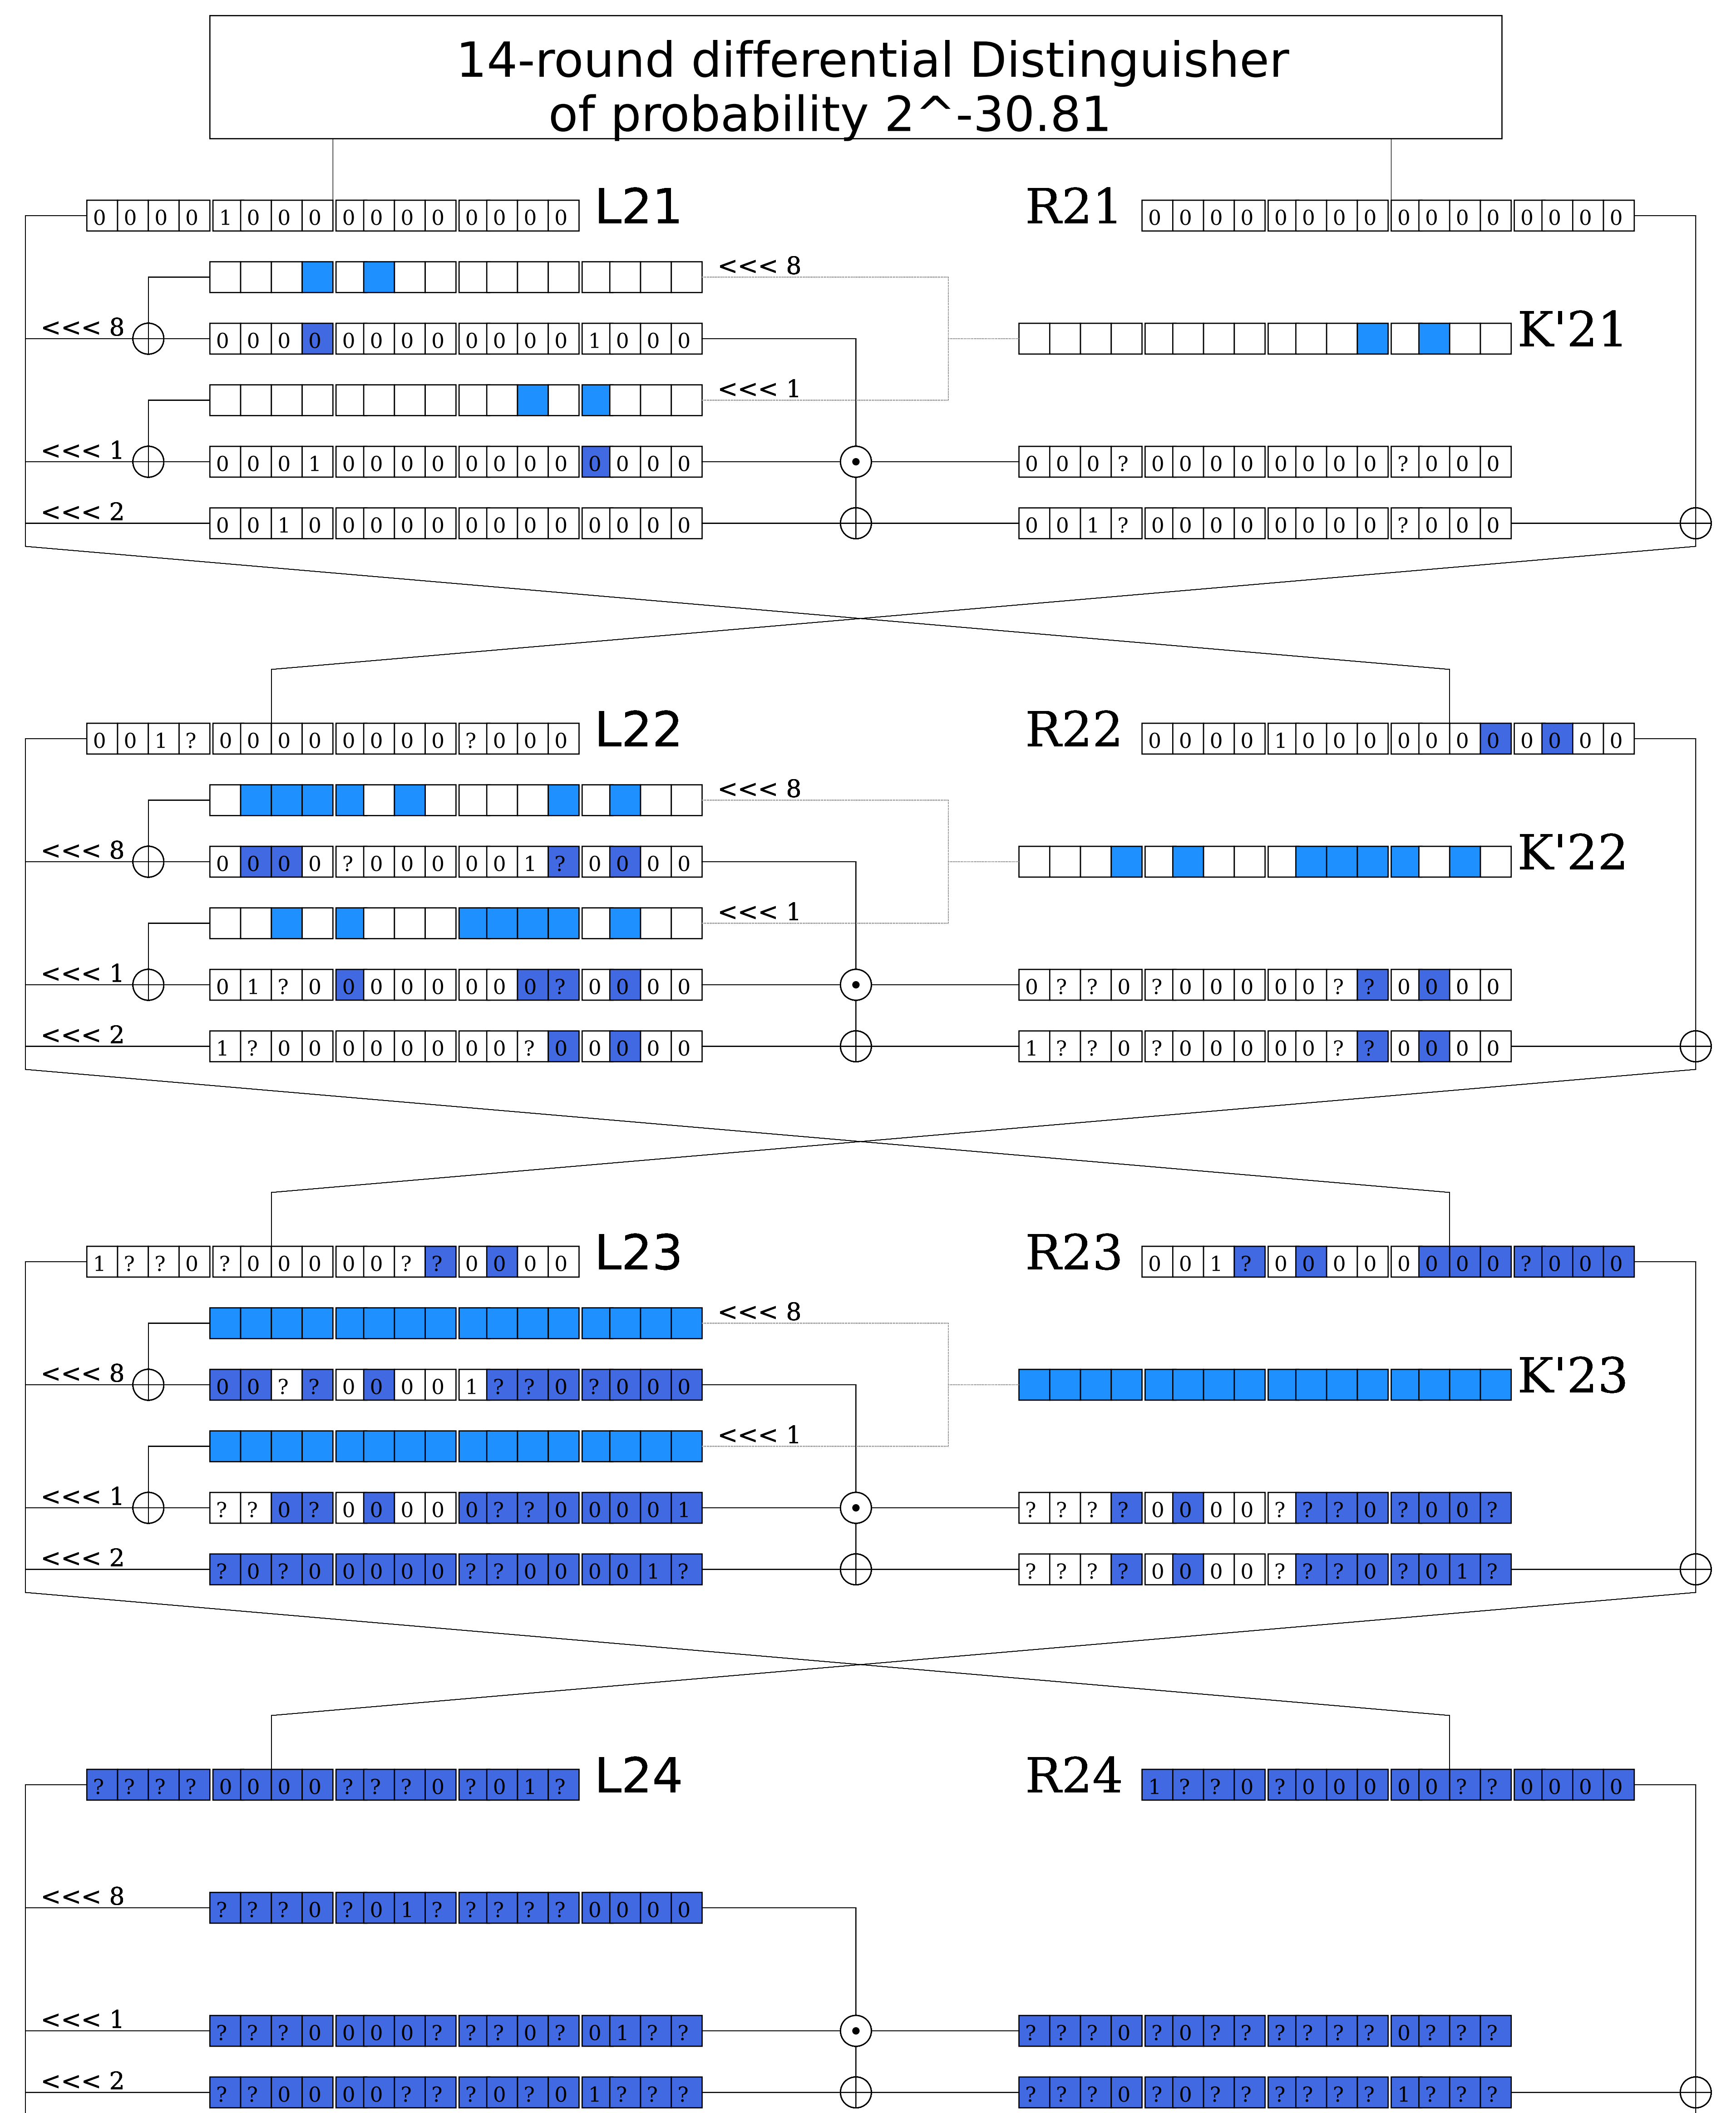 14-round differential Distinguisher
of probability 2^-30.81
0 0 0 0 1 0 0 0 0 0 0 0 0 0 0 0 L21 R21 0 0 0 0 0 0 0 0 0 0 0 0 0 0 0 0
<<< 8
<<< 8 0 0 0 0 0 0 0 0 0 0 0 0 1 0 0 0 K'21
<<< 1
<<< 1 0 0 0 1 0 0 0 0 0 0 0 0 0 0 0 0 0 0 0 ? 0 0 0 0 0 0 0 0 ? 0 0 0
<<< 2 0 0 1 0 0 0 0 0 0 0 0 0 0 0 0 0 0 0 1 ? 0 0 0 0 0 0 0 0 ? 0 0 0
0 0 1 ? 0 0 0 0 0 0 0 0 ? 0 0 0 L22 R22 0 0 0 0 1 0 0 0 0 0 0 0 0 0 0 0
<<< 8
<<< 8 0 0 0 0 ? 0 0 0 0 0 1 ? 0 0 0 0 K'22
<<< 1
<<< 1 0 1 ? 0 0 0 0 0 0 0 0 ? 0 0 0 0 0 ? ? 0 ? 0 0 0 0 0 ? ? 0 0 0 0
<<< 2 1 ? 0 0 0 0 0 0 0 0 ? 0 0 0 0 0 1 ? ? 0 ? 0 0 0 0 0 ? ? 0 0 0 0
1 ? ? 0 ? 0 0 0 0 0 ? ? 0 0 0 0 L23 R23 0 0 1 ? 0 0 0 0 0 0 0 0 ? 0 0 0
<<< 8
<<< 8 0 0 ? ? 0 0 0 0 1 ? ? 0 ? 0 0 0 K'23
<<< 1
<<< 1 ? ? 0 ? 0 0 0 0 0 ? ? 0 0 0 0 1 ? ? ? ? 0 0 0 0 ? ? ? 0 ? 0 0 ?
<<< 2 ? 0 ? 0 0 0 0 0 ? ? 0 0 0 0 1 ? ? ? ? ? 0 0 0 0 ? ? ? 0 ? 0 1 ?
? ? ? ? 0 0 0 0 ? ? ? 0 ? 0 1 ? L24 R24 1 ? ? 0 ? 0 0 0 0 0 ? ? 0 0 0 0
<<< 8 ? ? ? 0 ? 0 1 ? ? ? ? ? 0 0 0 0
<<< 1 ? ? ? 0 0 0 0 ? ? ? 0 ? 0 1 ? ? ? ? ? 0 ? 0 ? ? ? ? ? ? 0 ? ? ?
<<< 2 ? ? 0 0 0 0 ? ? ? 0 ? 0 1 ? ? ? ? ? ? 0 ? 0 ? ? ? ? ? ? 1 ? ? ?